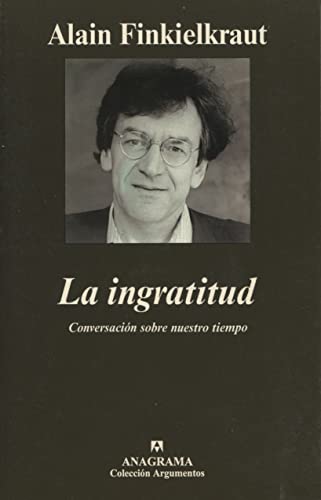 Alain Finkielkraut
La ingratitud
Conversación sobre nuestro tiempo
ANAGRAMA
Colección Argumentos